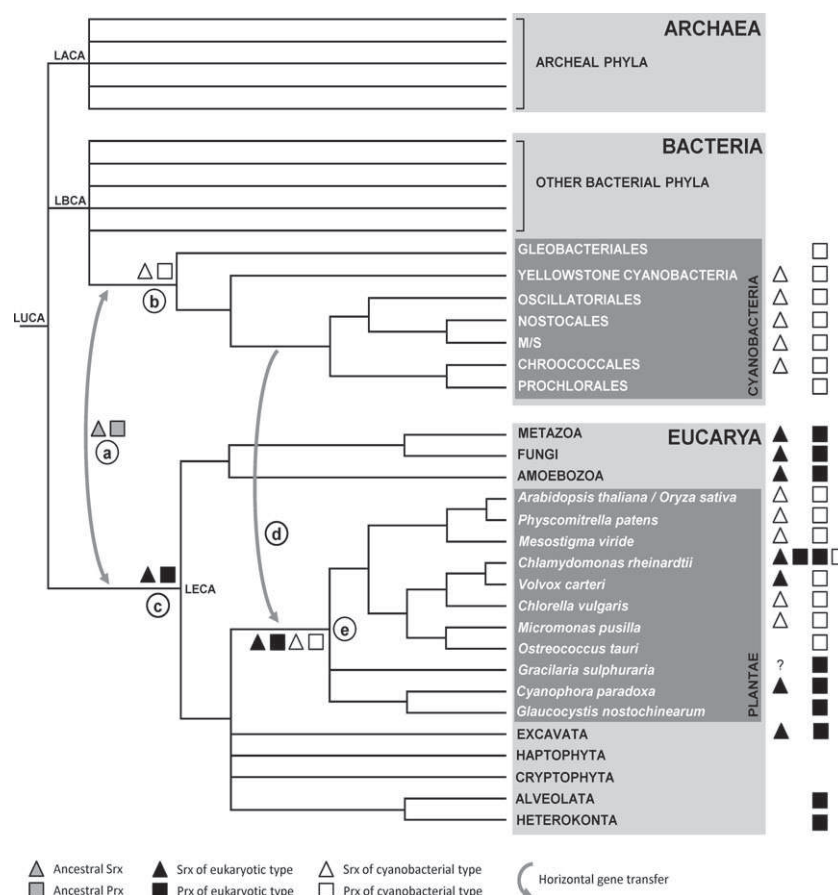 LACA
ARCHAEA
ARCHEAL PHYLA
BACTERIA
LBCA
OTHER BACTERIAL PHYLA
GLEOBACTERIALES
YELLOWSTONE CYANOBACTERIA
b
OSCILLATORIALES
LUCA
NOSTOCALES
M/S
CHROOCOCCALES
PROCHLORALES
CYANOBACTERIA
a
METAZOA
EUCARYA
FUNGI
AMOEBOZOA
Arabidopsis thaliana / Oryza sativa
d
Physcomitrella patens
Mesostigma viride
Chlamydomonas rheinardtii
LECA
Volvox carteri
c
Chlorella vulgaris
e
Micromonas pusilla
Ostreococcus tauri
Gracilaria sulphuraria
?
Cyanophora paradoxa
Glaucocystis nostochinearum
PLANTAE
EXCAVATA
HAPTOPHYTA
CRYPTOPHYTA
ALVEOLATA
HETEROKONTA
Ancestral Srx
Srx of eukaryotic type
Srx of cyanobacterial type
Horizontal gene transfer
Ancestral Prx
Prx of eukaryotic type
Prx of cyanobacterial type